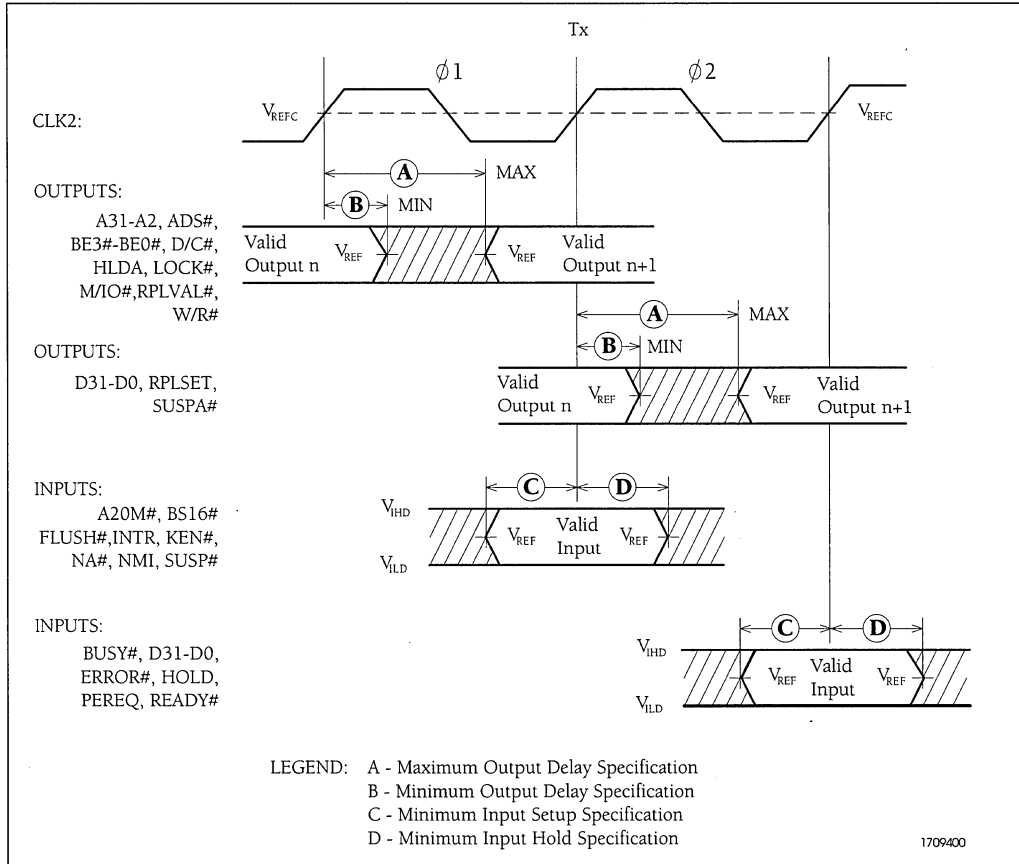 Tx
ø1
ø2
CLK2:
VREFC
VREFC
A
MAX
OUTPUTS:
B
MIN
A31-A2, ADS#,
BE3#-BE0#, D/C#,
HLDA, LOCK#,
M/IO#,RPLVAL#,
W/R#
Valid
Output n
VREF
VREF
Valid
Output n+1
A
MAX
B
MIN
OUTPUTS:
D31-D0, RPLSET,
SUSPA#
Valid
Output n
VREF
VREF
Valid
Output n+1
INPUTS:
A20M#, BS16#
FLUSH#,INTR, KEN#,
NA#, NMI, SUSP#
C
D
VIHD
VILD
VREF
Valid
Input
VREF
INPUTS:
BUSY#, D31-D0,
ERROR#, HOLD,
PEREQ, READY#
C
D
VIHD
VILD
VREF
Valid
Input
VREF
LEGEND: A - Maximum Output Delay Specification
B - Minimum Output Delay Specification
C - Minimum Input Setup Specification
D - Minimum Input Hold Specification
1709400